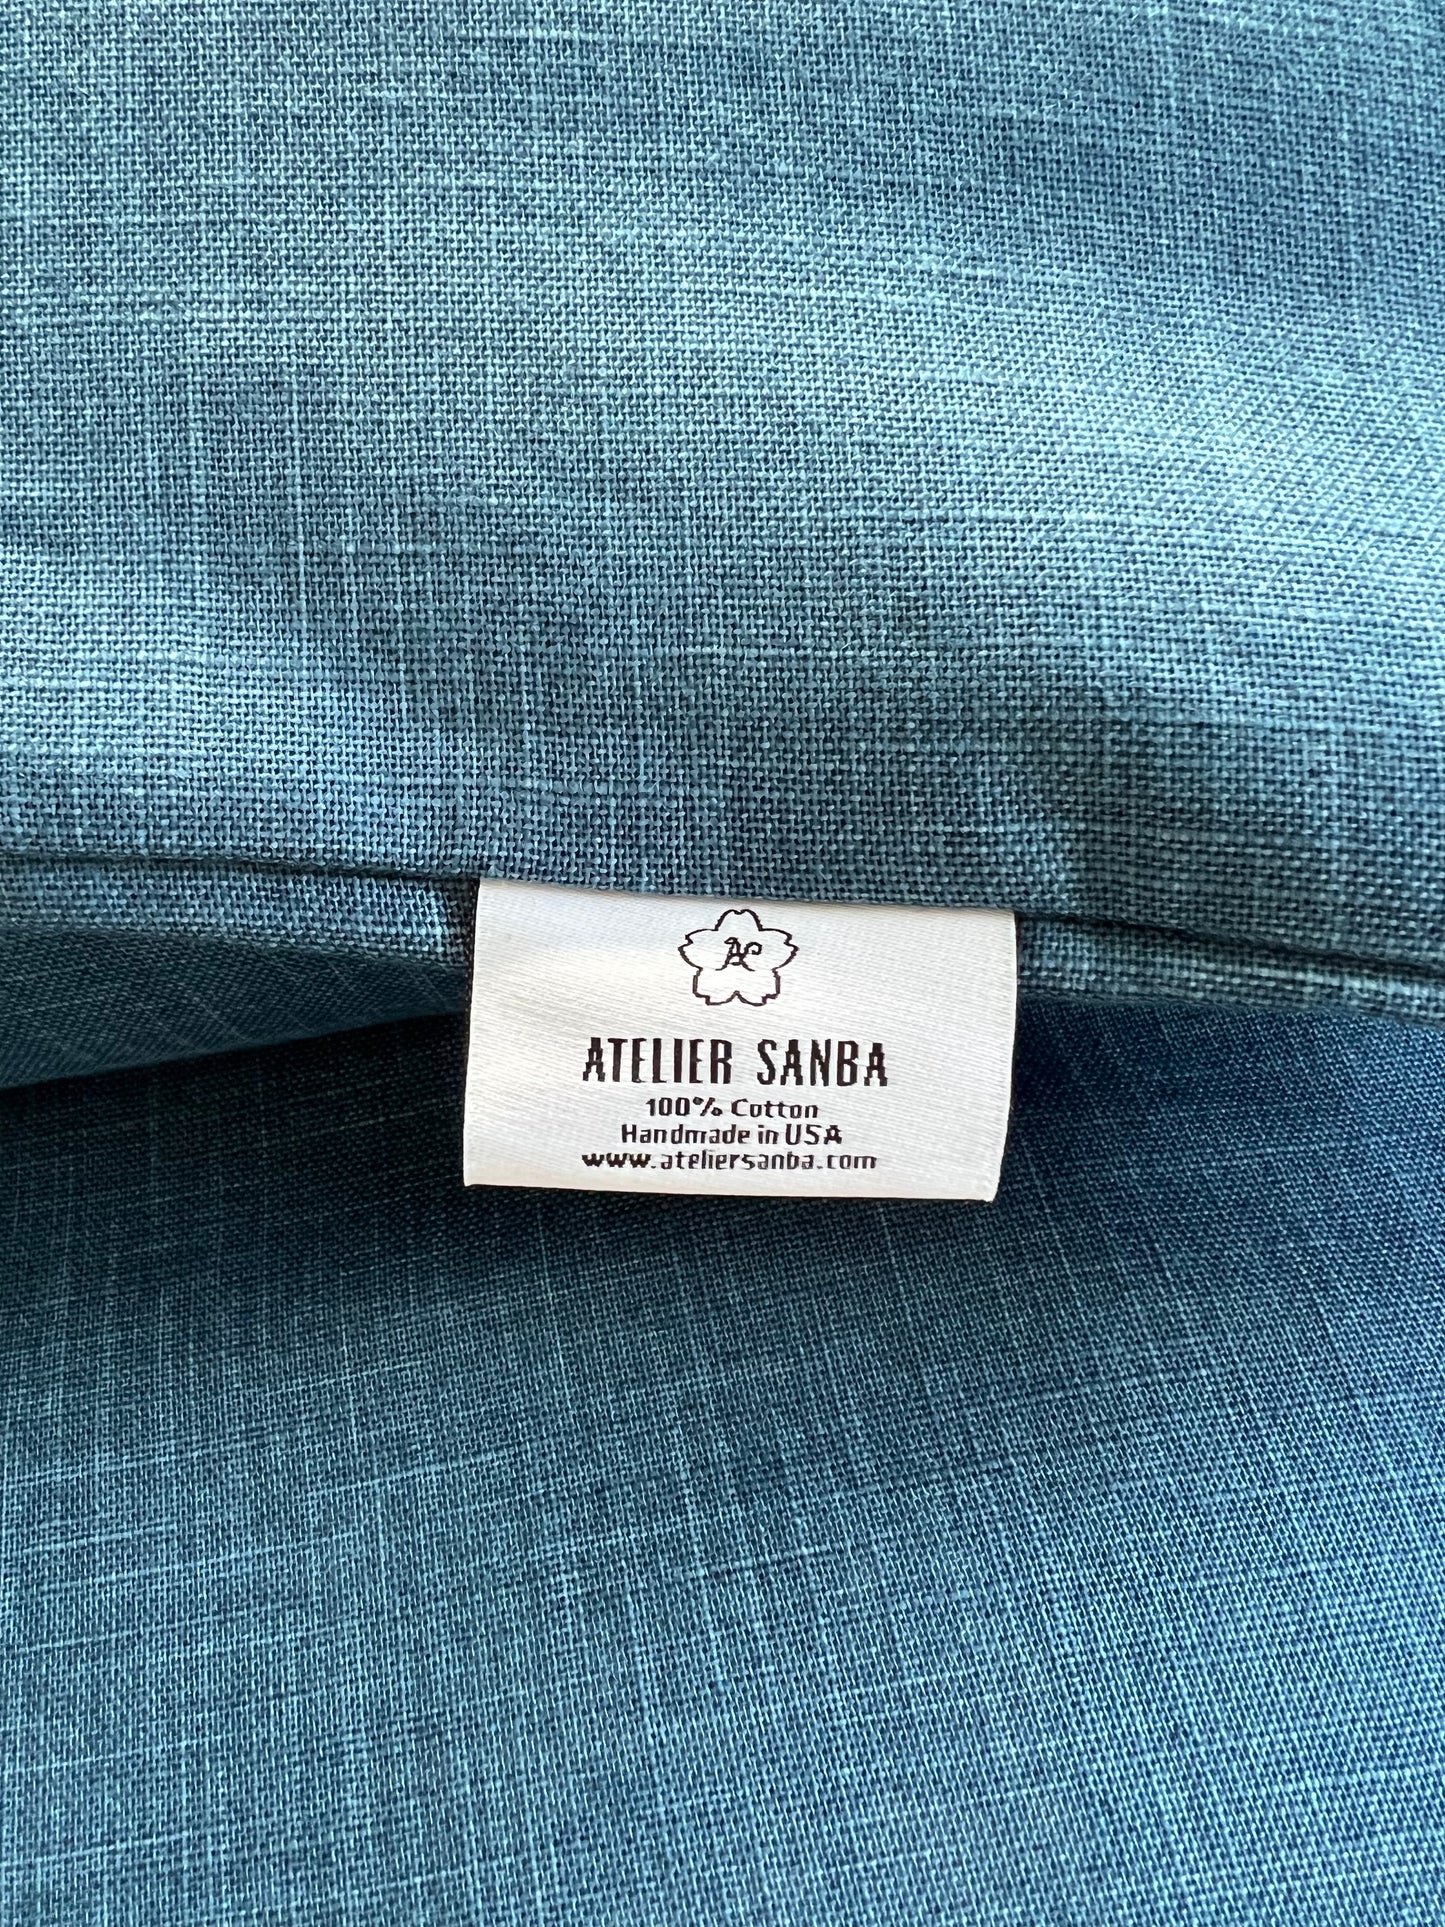 ATELIER SANBA
100% Cotton
Handmade in USA
www.ateliersanba.com